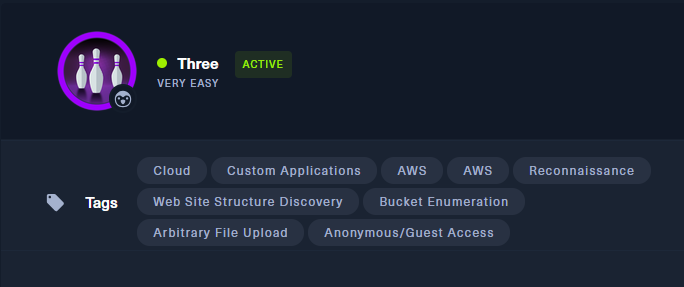 Three ACTIVE
VERY EASY
Cloud Custom Applications AWS AWS Reconnaissance
Tags Web Site Structure Discovery Bucket Enumeration
Arbitrary File Upload Anonymous/Guest Access